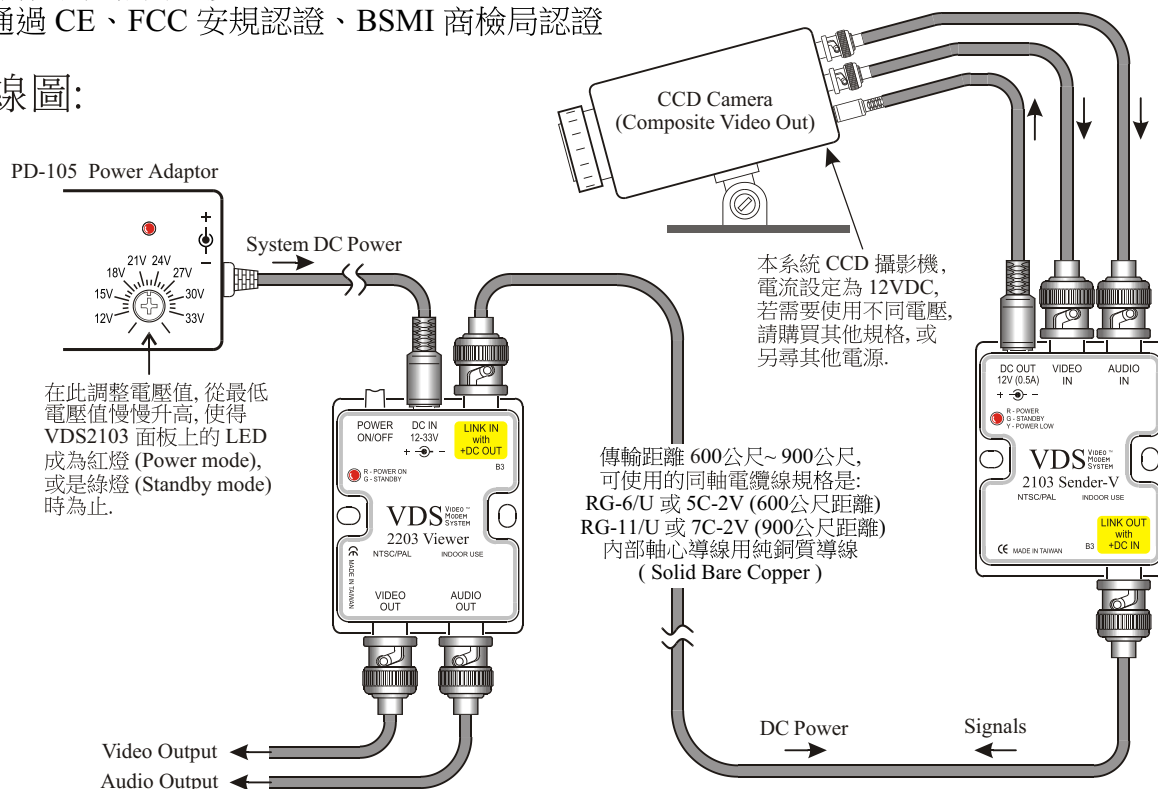 通過 CE、FCC 安規認證、BSMI 商檢局認證
線圖:
PD-105 Power Adaptor
System DC Power
12V
15V
18V
21V
24V
27V
30V
33V
+
-
在此調整電壓值, 從最低
電壓值慢慢升高, 使得
VDS2103 面板上的 LED
成為紅燈 (Power mode),
或是綠燈 (Standby mode)
時為止.
POWER
ON/OFF
DC IN
12-33V
+ -
LINK IN
with
+DC OUT
B3
R - POWER ON
G - STANDBY
VDS VIDEO ™
MODEM
SYSTEM
2203 Viewer
NTSC/PAL INDOOR USE
CE MADE IN TAIWAN
VIDEO
OUT
AUDIO
OUT
Video Output
Audio Output
CCD Camera
(Composite Video Out)
本系統 CCD 攝影機,
電流設定為 12VDC,
若需要使用不同電壓,
請購買其他規格, 或
另尋其他電源.
傳輸距離 600公尺~ 900公尺,
可使用的同軸電纜線規格是:
RG-6/U 或 5C-2V (600公尺距離)
RG-11/U 或 7C-2V (900公尺距離)
內部軸心導線用純銅質導線
( Solid Bare Copper )
DC OUT
12V (0.5A)
+ -
VIDEO
IN
AUDIO
IN
R - POWER
G - STANDBY
Y - POWER LOW
VDS VIDEO ™
MODEM
SYSTEM
2103 Sender-V
NTSC/PAL INDOOR USE
LINK OUT
with
+DC IN
CE MADE IN TAIWAN B3
DC Power
Signals